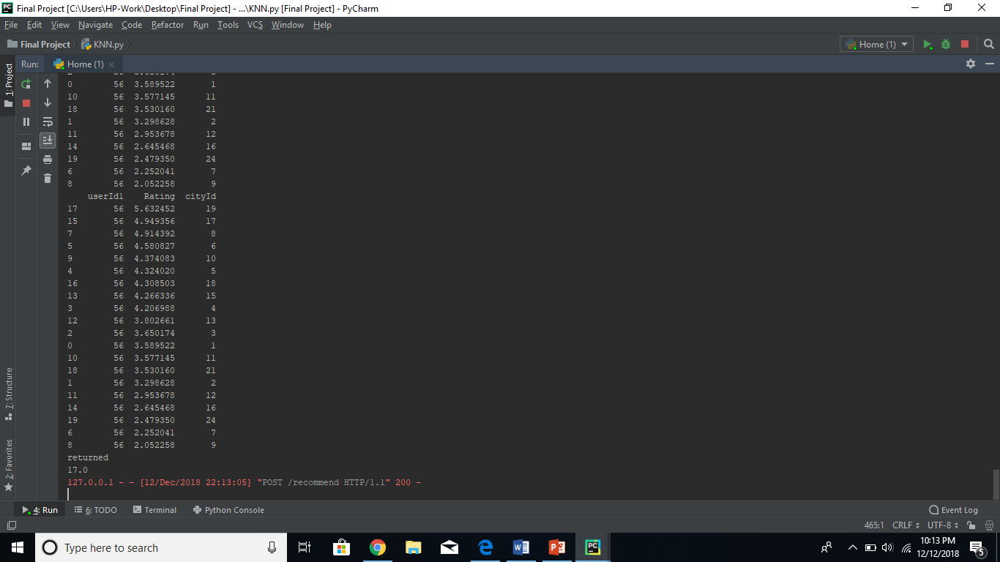 Final Project [C:\Users\HP-Work\Desktop\Final Project] - ...\KNN.py [Final Project] - PyCharm
File Edit View Navigate Code Refactor Run Tools VCS Window Help
Final Project KNN.py Home (1)
Run: Home (1)
0 56 3.589522 1
10 56 3.577145 11
18 56 3.530160 21
1 56 3.298628 2
11 56 2.953678 12
14 56 2.645468 16
19 56 2.479350 24
6 56 2.252041 7
8 56 2.052258 9
userId1 Rating cityId
17 56 5.632452 19
15 56 4.949356 17
7 56 4.914392 8
5 56 4.580827 6
9 56 4.374083 10
4 56 4.324020 5
16 56 4.308503 18
13 56 4.266336 15
3 56 4.206988 4
12 56 3.802661 13
2 56 3.650174 3
0 56 3.589522 1
10 56 3.577145 11
18 56 3.530160 21
1 56 3.298628 2
11 56 2.953678 12
14 56 2.645468 16
19 56 2.479350 24
6 56 2.252041 7
8 56 2.052258 9
returned
17.0
127.0.0.1 - - [12/Dec/2018 22:13:05] "POST /recommend HTTP/1.1" 200 -
1: Project
7: Structure
2: Favorites
4: Run 6: TODO Terminal Python Console Event Log
465:1 CRLF UTF-8
Type here to search
10:13 PM
12/12/2018
5